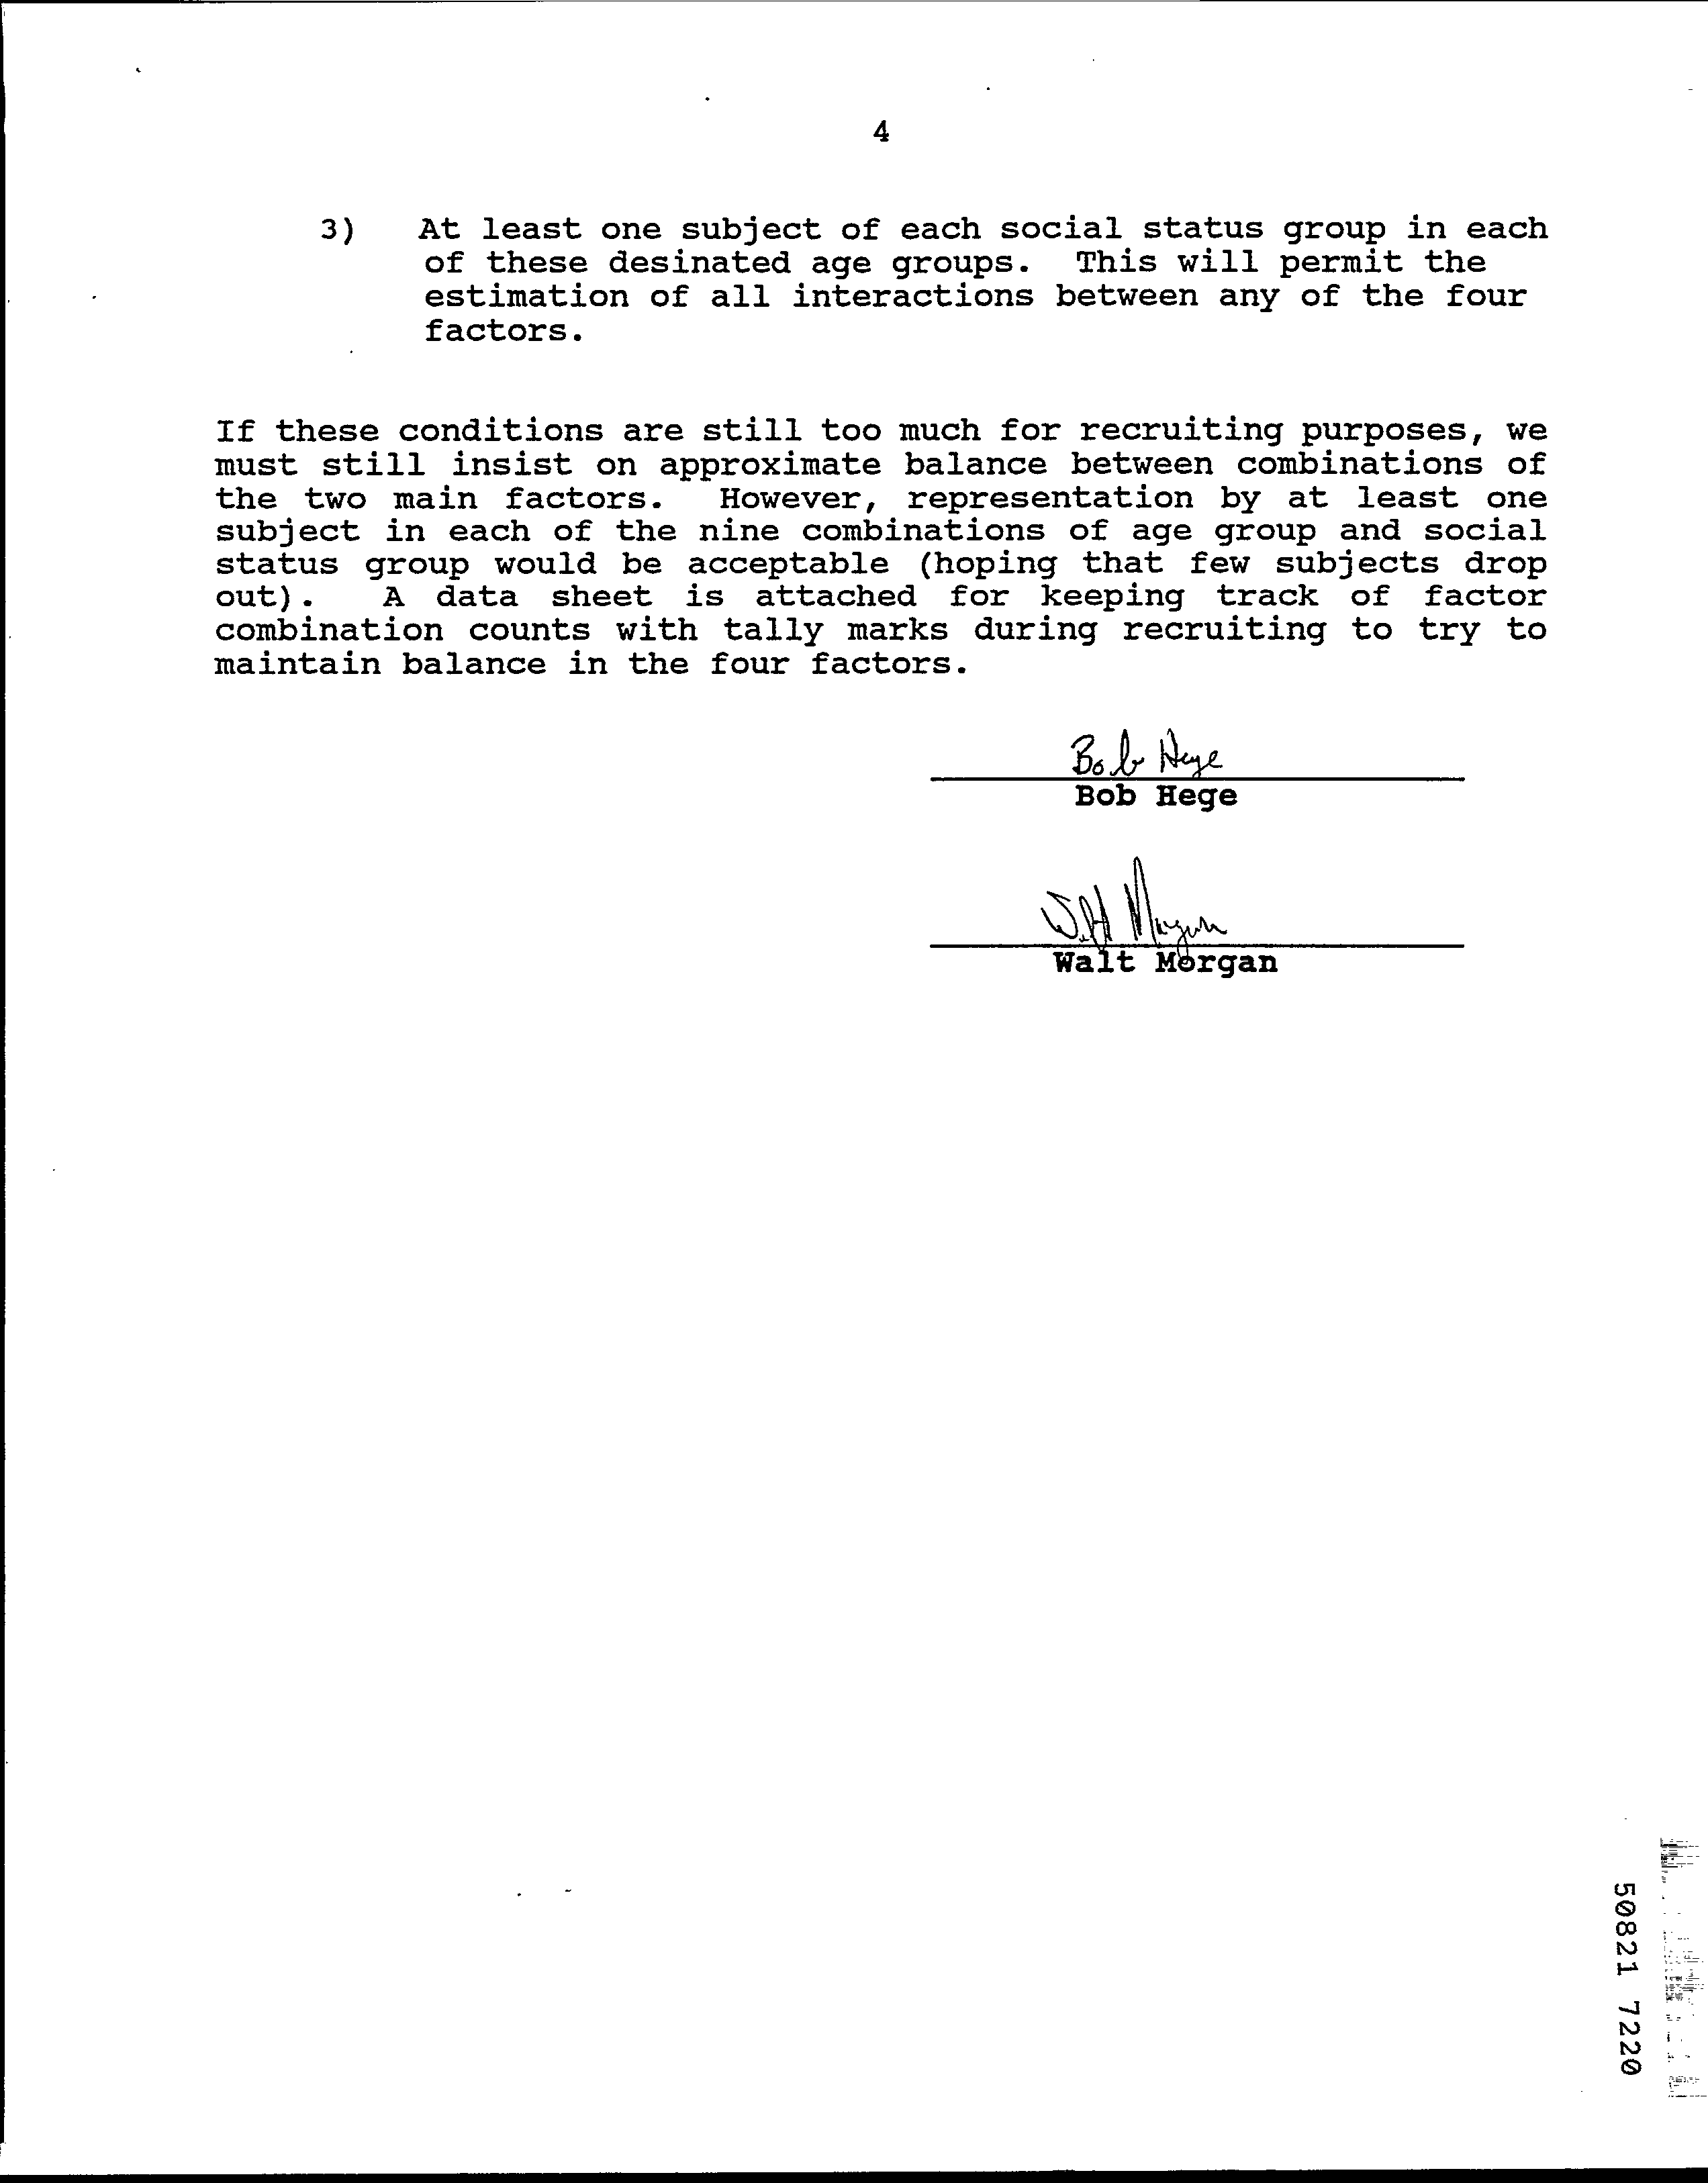 4
3) At least one subject of each social status group in each
of these desinated age groups. This will permit the
estimation of all interactions between any of the four
factors.
If these conditions are still too much for recruiting purposes, we
must still insist on approximate balance between combinations of
the two main factors. However, representation by at least one
subject in each of the nine combinations of age group and social
status group would be acceptable (hoping that few subjects drop
out). A data sheet is attached for keeping track of factor
combination counts with tally marks during recruiting to try to
maintain balance in the four factors.
Bob Hege
Bob Hege
Walt Morgan
Walt Morgan
50821 7220